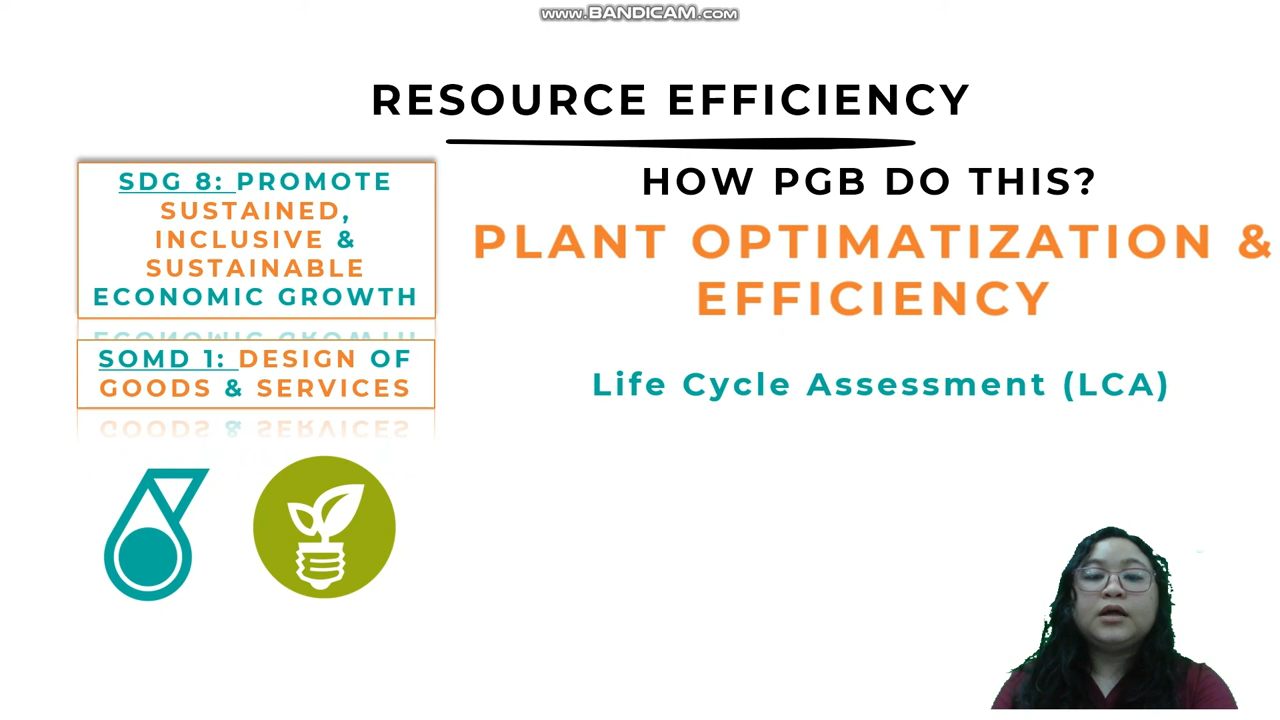 www.BANDICAM.com
RESOURCE EFFICIENCY
SDG 8: PROMOTE
SUSTAINED,
INCLUSIVE &
SUSTAINABLE
ECONOMIC GROWTH
SOMD 1: DESIGN OF
GOODS & SERVICES
HOW PGB DO THIS?
PLANT OPTIMATIZATION &
EFFICIENCY
Life Cycle Assessment (LCA)